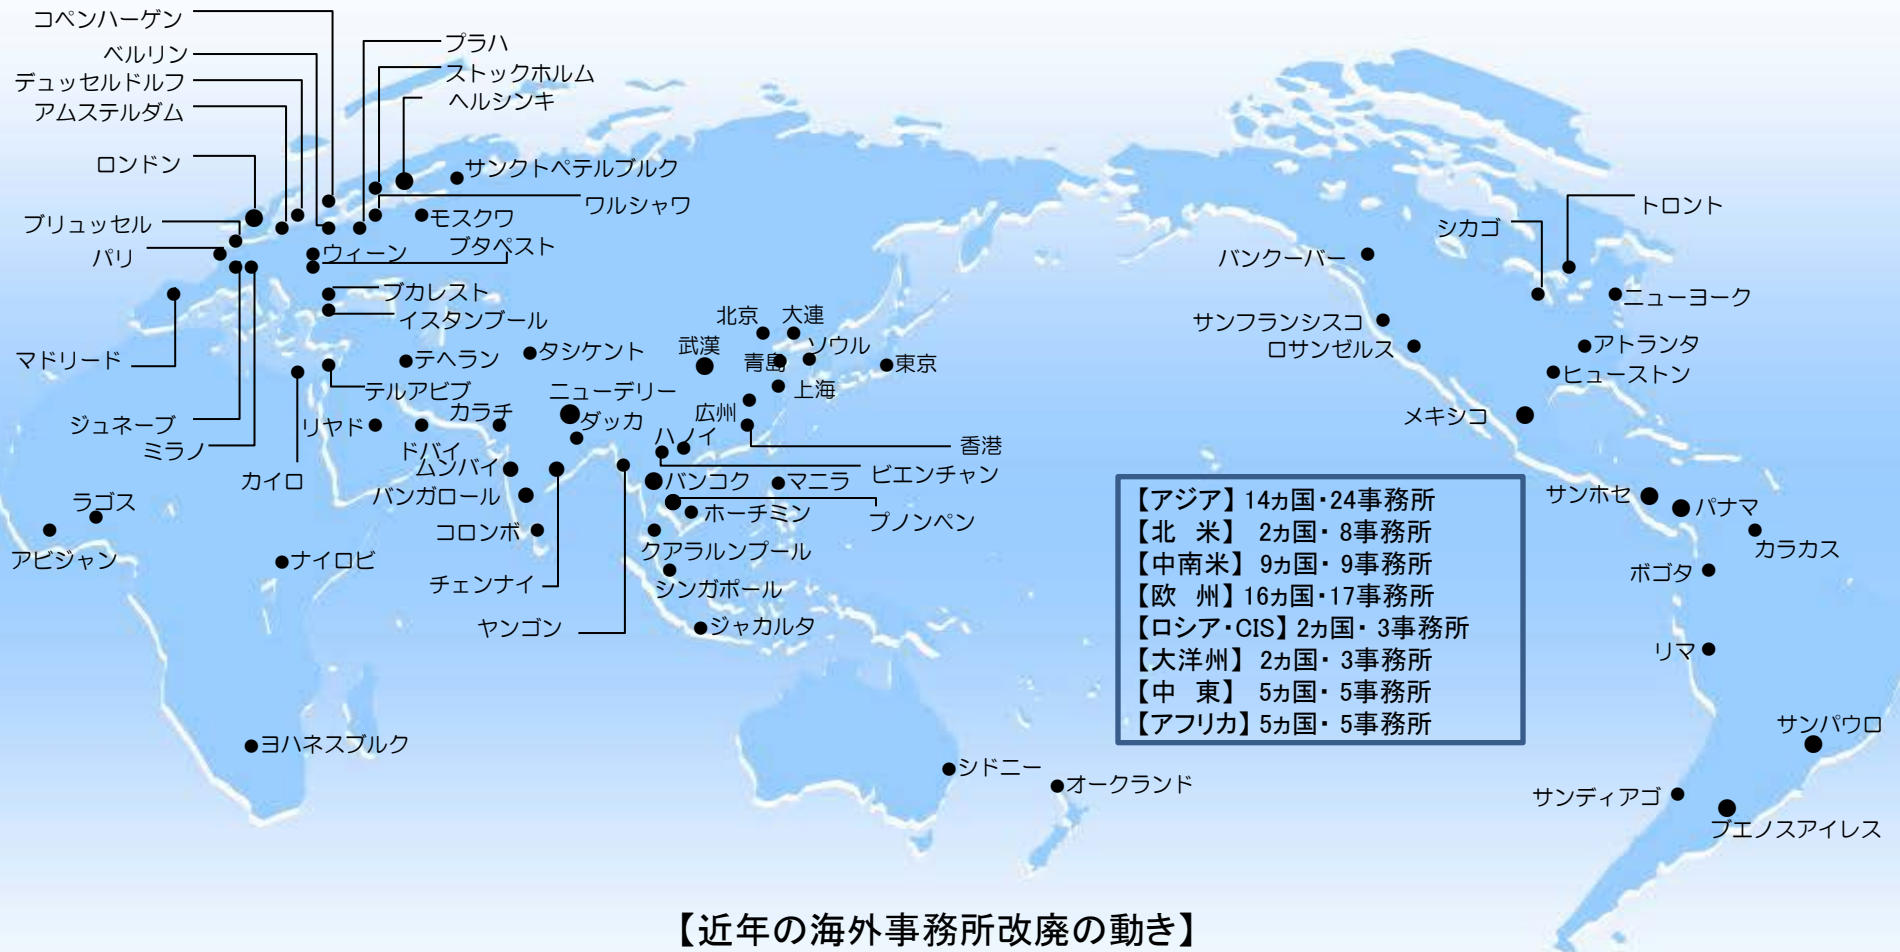 コペンハーゲン
ベルリン
デュッセルドルフ
アムステルダム
ロンドン
ブリュッセル
パリ
マドリード
ジュネーブ
ミラノ
カイロ
プラハ
ストックホルム
ヘルシンキ
サンクトペテルブルク
ワルシャワ
モスクワ
ブタペスト
ウィーン
ブカレスト
イスタンブール
テヘラン
タシケント
テルアビブ
リヤド
ドバイ
カラチ
ニューデリー
ダッカ
ムンバイ
バンガロール
コロンボ
チェンナイ
ヤンゴン
北京
大連
武漢
青島
ソウル
東京
上海
広州
香港
ハノイ
ビエンチャン
バンコク
マニラ
プノンペン
ホーチミン
クアラルンプール
シンガポール
ジャカルタ
ラゴス
アビジャン
ナイロビ
ヨハネスブルク
シドニー
オークランド
バンクーバー
シカゴ
トロント
ニューヨーク
サンフランシスコ
ロサンゼルス
アトランタ
ヒューストン
メキシコ
サンホセ
パナマ
カラカス
ボゴタ
リマ
サンパウロ
サンディアゴ
ブエノスアイレス
【アジア】 14ヵ国・24事務所
【北　米】 2ヵ国・ 8事務所
【中南米】 9ヵ国・ 9事務所
【欧　州】 16ヵ国・17事務所
【ロシア・CIS】 2ヵ国・ 3事務所
【大洋州】 2ヵ国・ 3事務所
【中　東】 5ヵ国・ 5事務所
【アフリカ】 5ヵ国・ 5事務所
【近年の海外事務所改廃の動き】